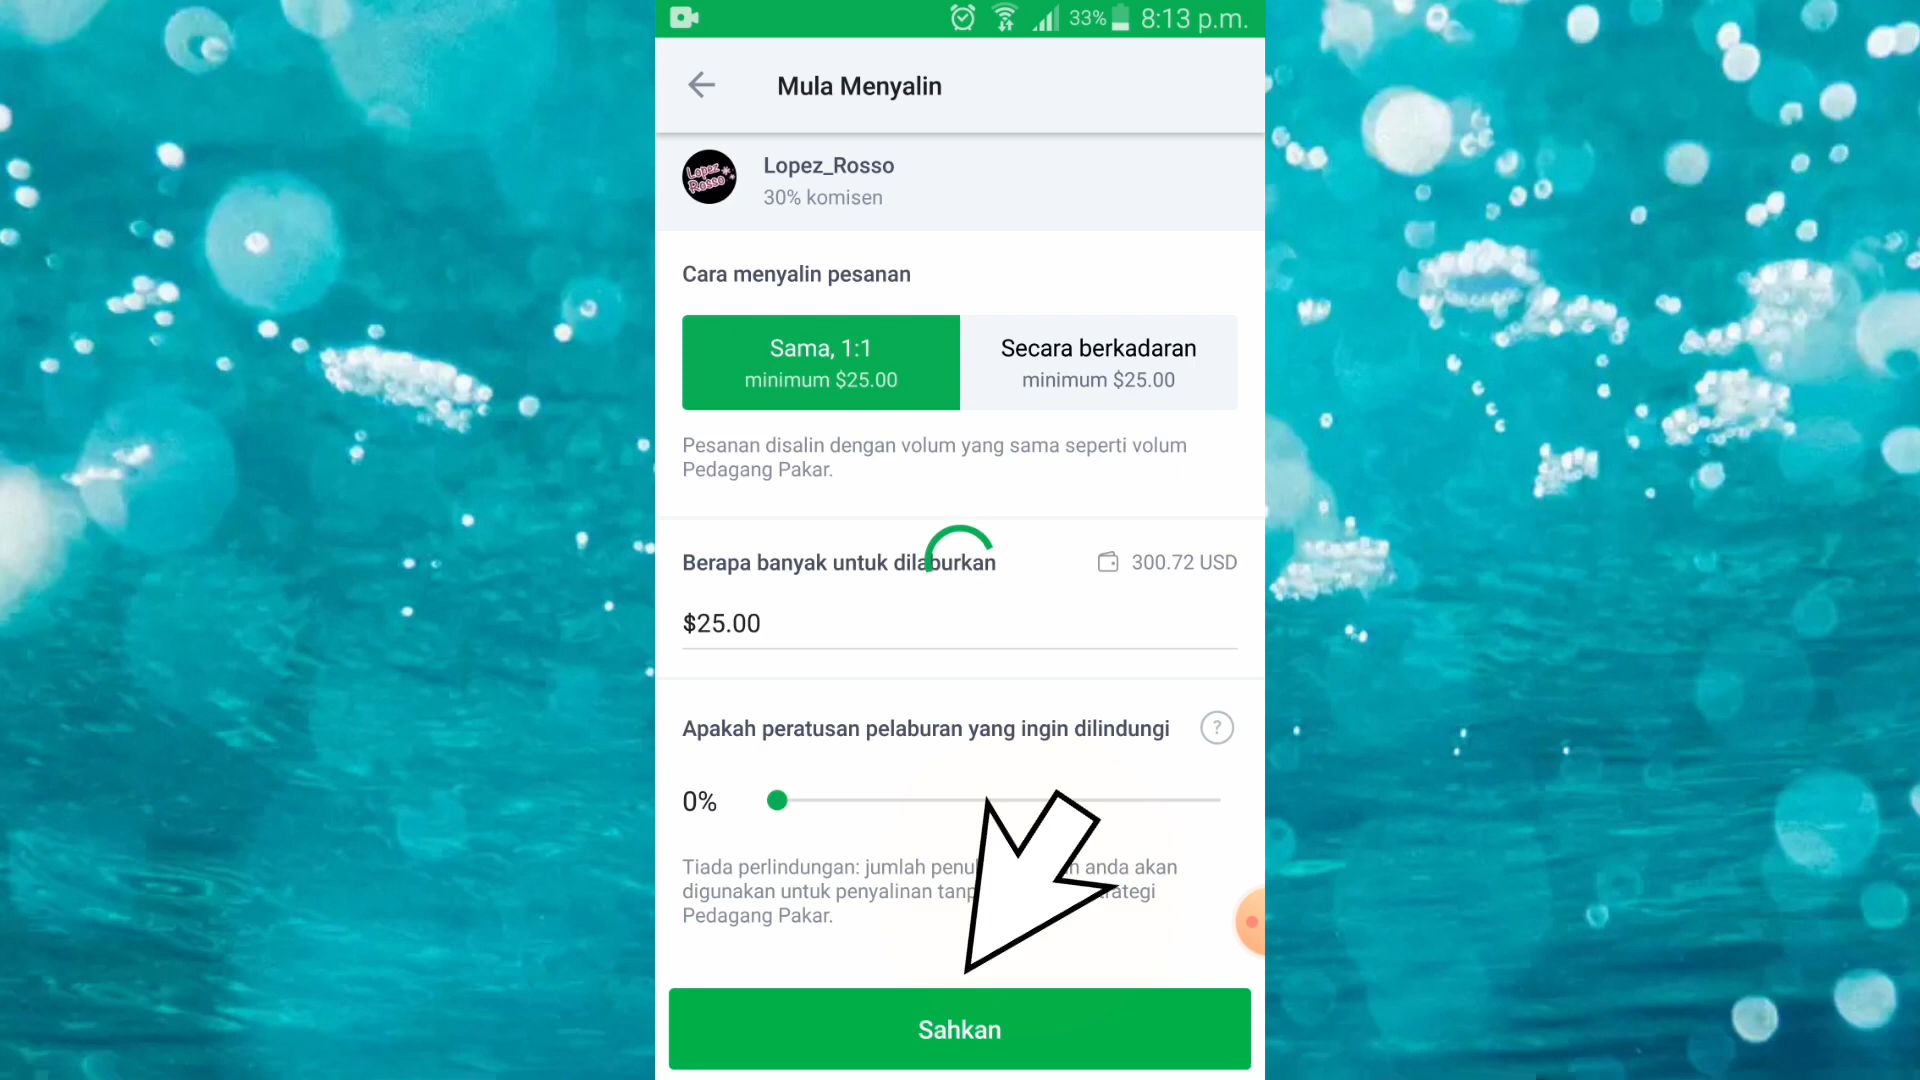 33% 8:13 p.m.
Mula Menyalin
Lopez Rosso
Lopez_Rosso
30% komisen
Cara menyalin pesanan
Sama, 1:1
minimum $25.00
Secara berkadaran
minimum $25.00
Pesanan disalin dengan volum yang sama seperti volum
Pedagang Pakar.
Berapa banyak untuk dilaburkan
300.72 USD
$25.00
Apakah peratusan pelaburan yang ingin dilindungi
?
0%
Tiada perlindungan: jumlah anda akan
digunakan untuk penyalinan
Pedagang Pakar.
Sahkan